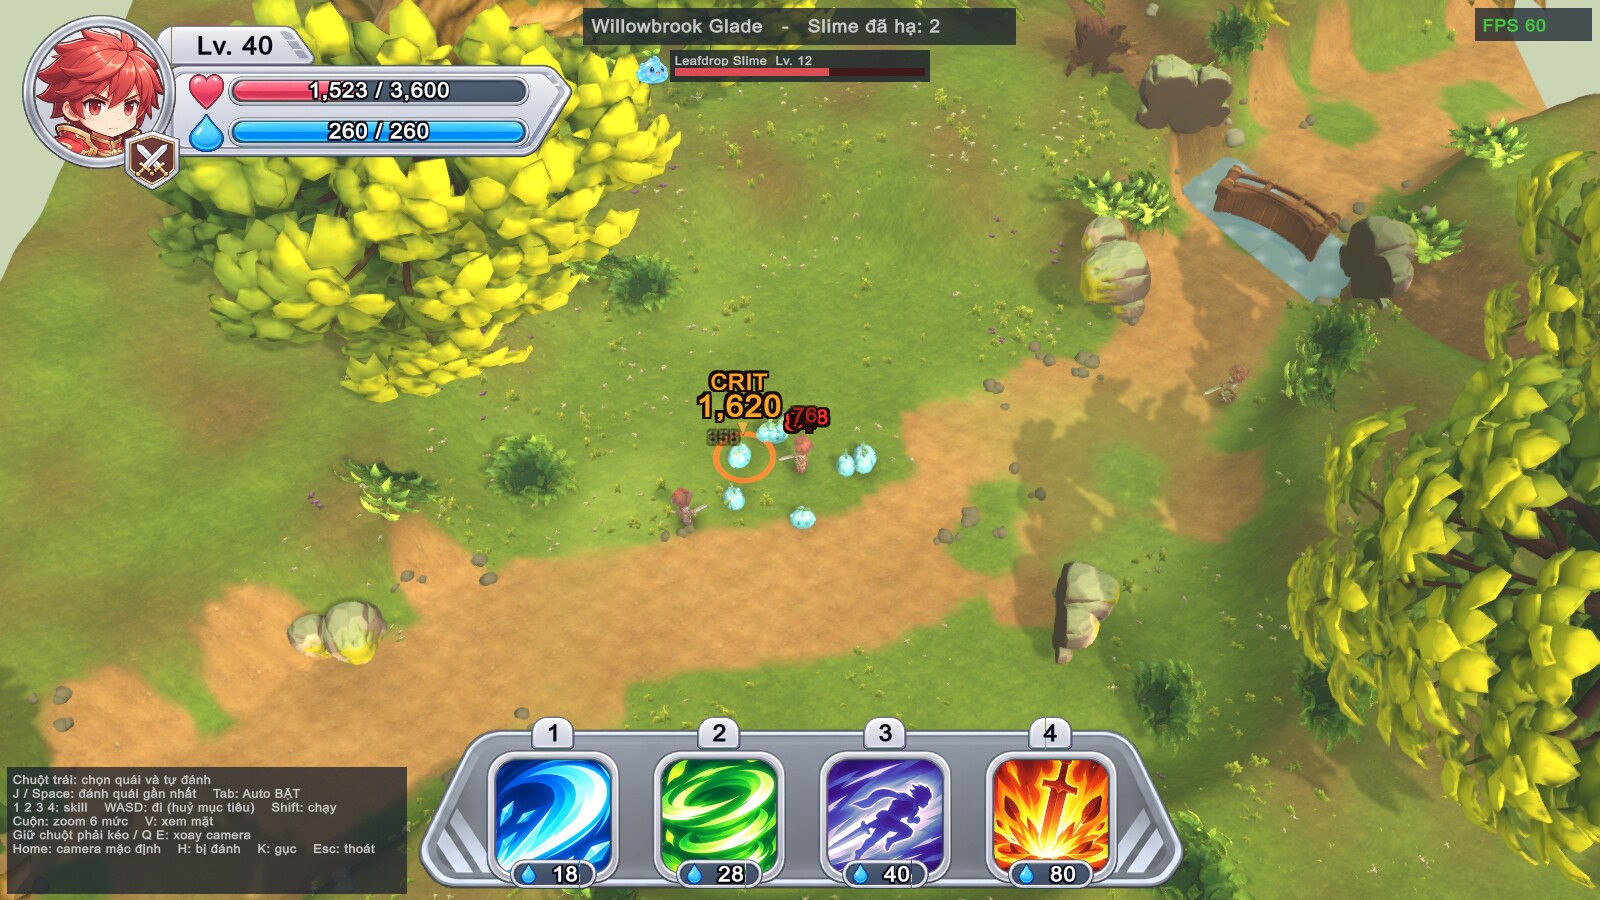 Lv. 40
1,523 / 3,600
260 / 260
Willowbrook Glade - Slime đã hạ: 2
Leafdrop Slime Lv. 12
FPS 60
CRIT
1,620
768
358
1
2
3
4
18
28
40
80
Chuột trái: chọn quái và tự đánh
J / Space: đánh quái gần nhất Tab: Auto BẬT
1 2 3 4: skill WASD: đi (huỷ mục tiêu) Shift: chạy
Cuộn: zoom 6 mức V: xem mặt
Giữ chuột phải kéo / Q E: xoay camera
Home: camera mặc định H: bị đánh K: gục Esc: thoát